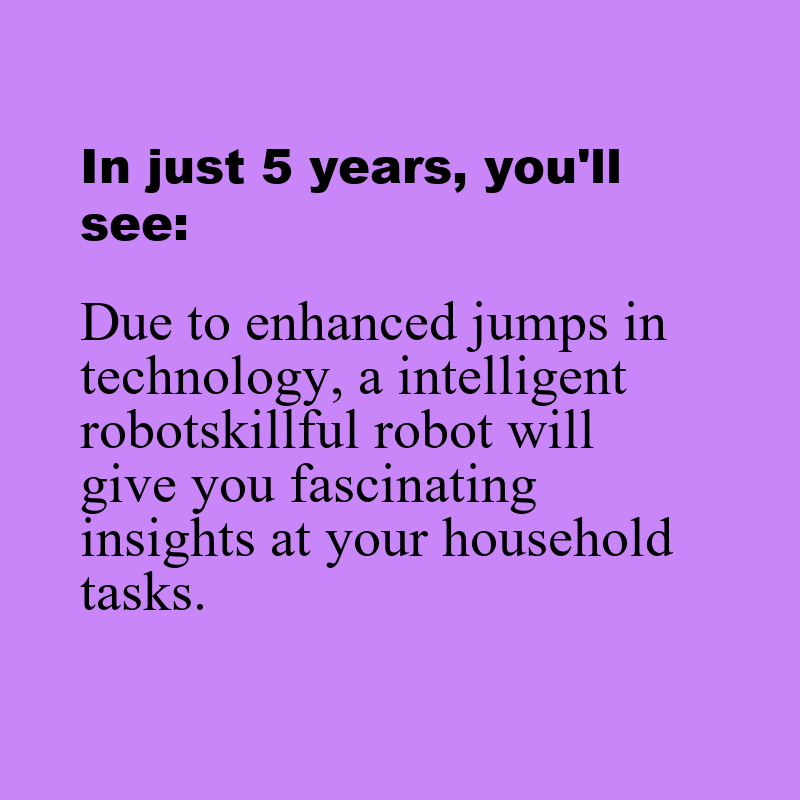 In just 5 years, you'll
see:
Due to enhanced jumps in
technology, a intelligent
robotskillful robot will
give you fascinating
insights at your household
tasks.